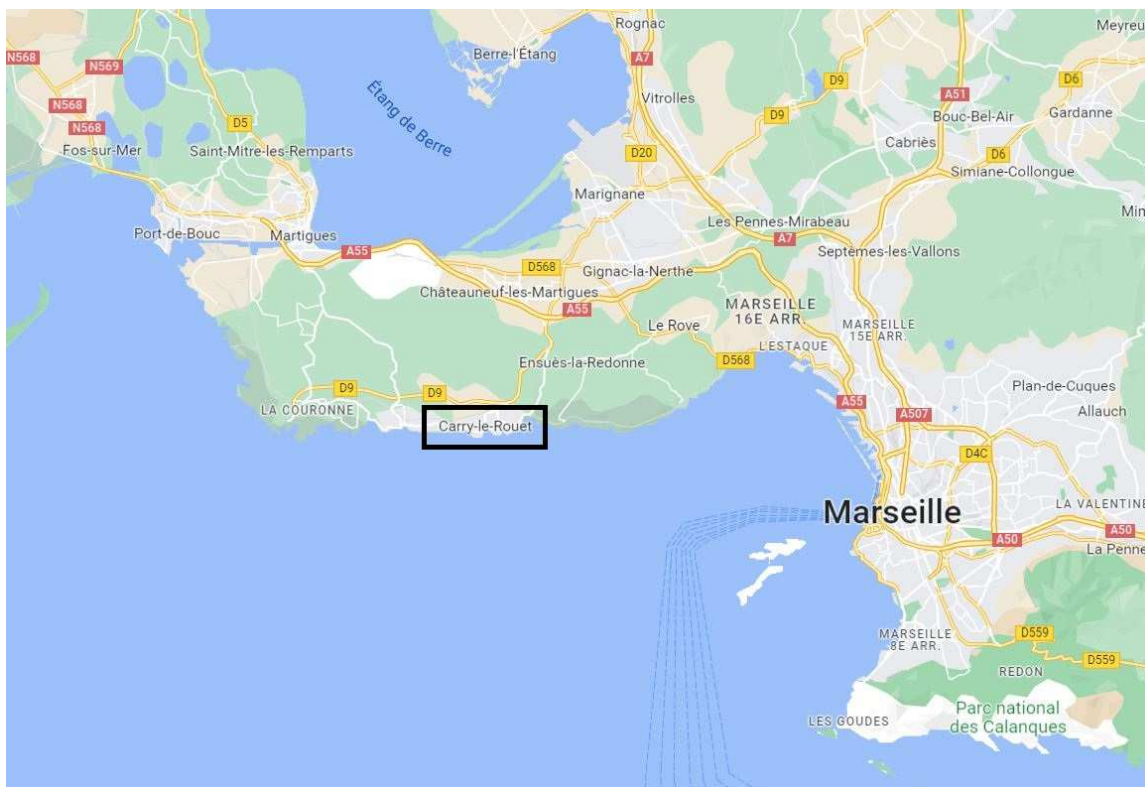 Rognac
Meyreu
N568
N569
A7
Berre-l'Étang
D9
D6
Vitrolles
A51
Étang de Berre
N568
D5
D9
Bouc-Bel-Air
Gardanne
N568
Fos-sur-Mer
Saint-Mitre-les-Remparts
D20
Cabriès
D6
Simiane-Collongue
Marignane
Mim
Port-de-Bouc
Martigues
Les Pennes-Mirabeau
A7
A55
Septèmes-les-Vallons
D568
Gignac-la-Nerthe
Châteauneuf-les-Martigues
A55
MARSEILLE
16E ARR.
Le Rove
MARSEILLE
15E ARR.
L'ESTAQUE
Ensuès-la-Redonne
D568
D9
D9
Plan-de-Cuques
A55
LA COURONNE
A507
Allauch
Carry-le-Rouet
D4C
Marseille
LA VALENTINE
A50
A50
La Penne
MARSEILLE
8E ARR.
D559
D559
REDON
Parc national
des Calanques
LES GOUDES